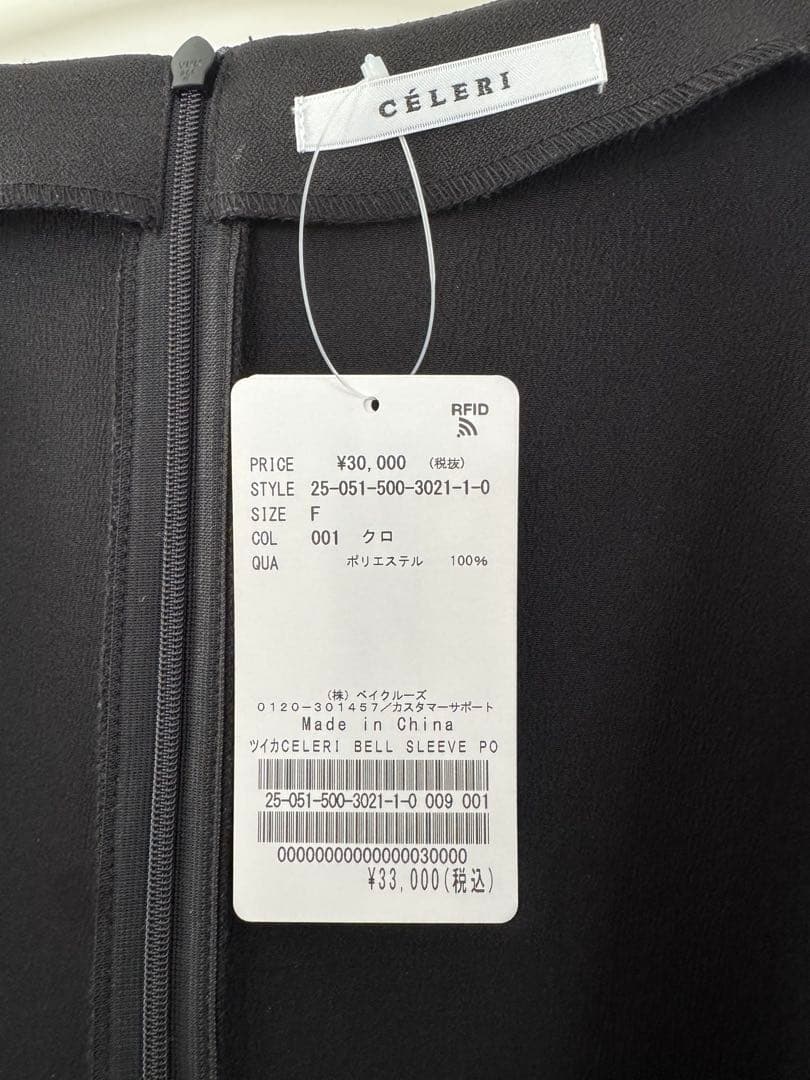 CÉLERI
RFID
PRICE ¥30,000 (税抜)
STYLE 25-051-500-3021-1-0
SIZE F
COL 001 クロ
QUA ポリエステル 100%
(株) ベイクルーズ
0120-301457/カスタマーサポート
Made in China
ツイカCELERI BELL SLEEVE PO
25-051-500-3021-1-0 009 001
00000000000000030000
¥33,000(税込)